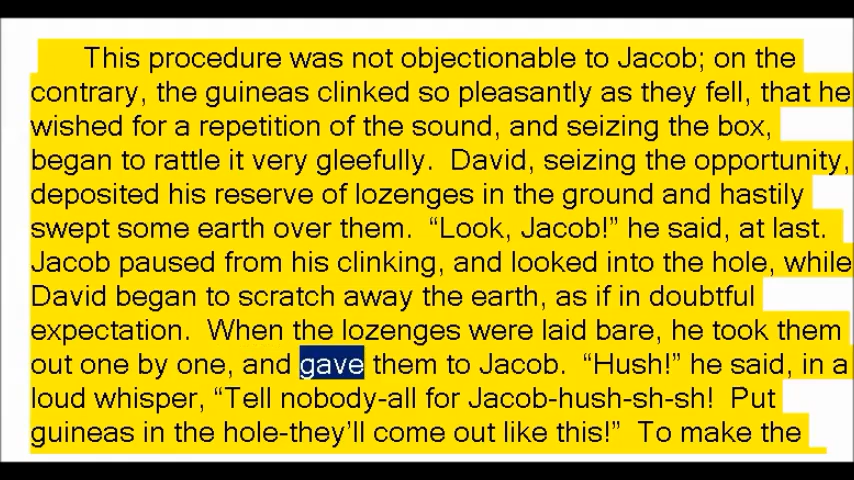 This procedure was not objectionable to Jacob; on the
contrary, the guineas clinked so pleasantly as they fell, that he
wished for a repetition of the sound, and seizing the box,
began to rattle it very gleefully.  David, seizing the opportunity,
deposited his reserve of lozenges in the ground and hastily
swept some earth over them.  “Look, Jacob!” he said, at last.
Jacob paused from his clinking, and looked into the hole, while
David began to scratch away the earth, as if in doubtful
expectation.  When the lozenges were laid bare, he took them
out one by one, and gave them to Jacob.  “Hush!” he said, in a
loud whisper, “Tell nobody-all for Jacob-hush-sh-sh!  Put
guineas in the hole-they’ll come out like this!”  To make the